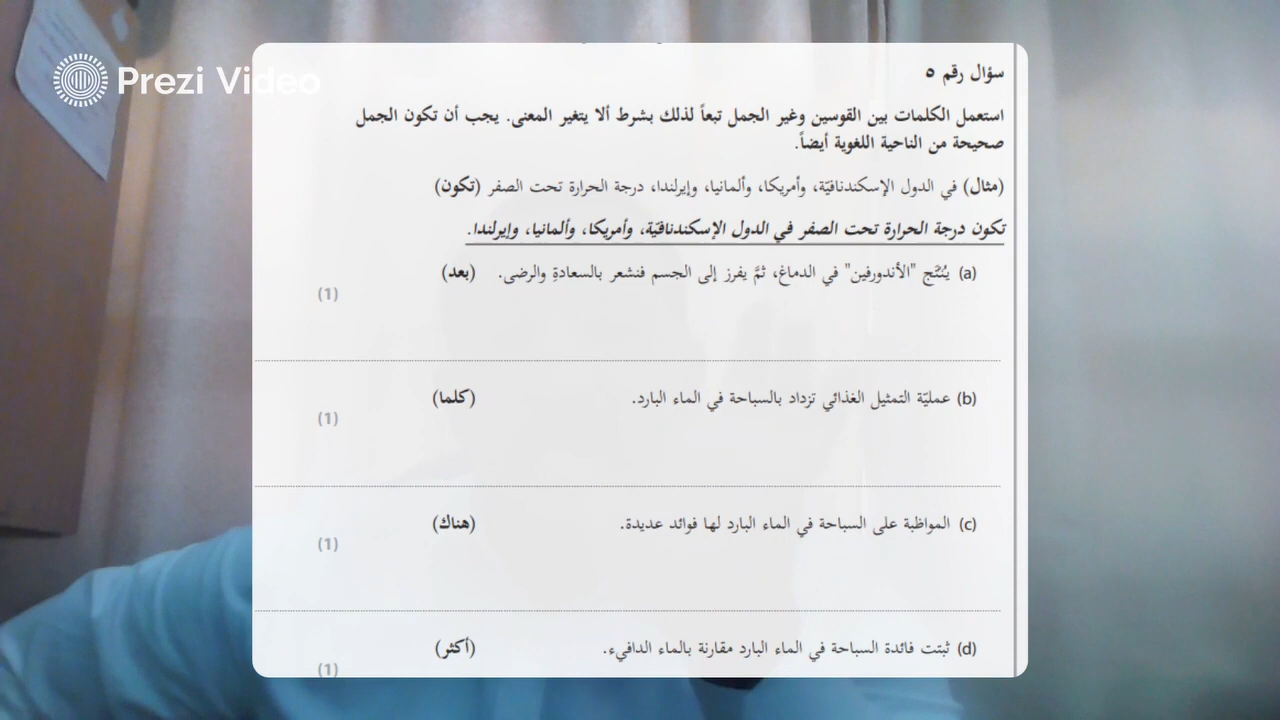 Prezi Video
سؤال رقم ٥
استعمل الكلمات بين القوسين وغير الجمل تبعاً لذلك بشرط ألا يتغير المعنى. يجب أن تكون الجمل
صحيحة من الناحية اللغوية أيضاً.
(مثال) في الدول الإسكندنافيّة، وأمريكا، وألمانيا، وإيرلندا، درجة الحرارة تحت الصفر (تكون)
تكون درجة الحرارة تحت الصفر في الدول الإسكندنافيّة، وأمريكا، وألمانيا، وإيرلندا.
(a) يُنْتَج "الأندورفين" في الدماغ، ثمَّ يفرز إلى الجسم فنشعر بالسعادةِ والرضى. (بعد)
(1)
(b) عمليّة التمثيل الغذائي تزداد بالسباحة في الماء البارد. (كلما)
(1)
(c) المواظبة على السباحة في الماء البارد لها فوائد عديدة. (هناك)
(1)
(d) ثبتت فائدة السباحة في الماء البارد مقارنة بالماء الدافيء. (أكثر)
(1)